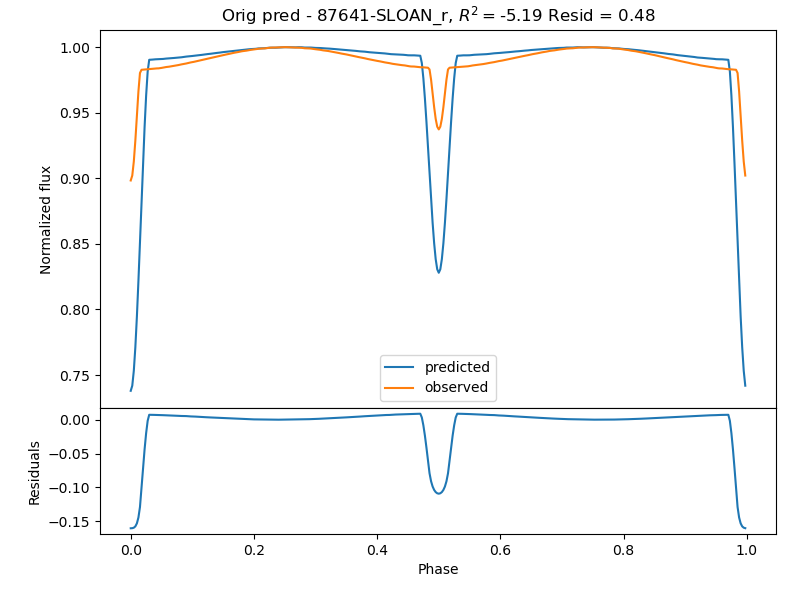 Orig pred - 87641-SLOAN_r, $R^2 =$ -5.19 Resid = 0.48
1.00
0.95
0.90
0.85
0.80
0.75
Normalized flux
predicted
observed
0.00
−0.05
−0.10
−0.15
Residuals
0.0 0.2 0.4 0.6 0.8 1.0
Phase